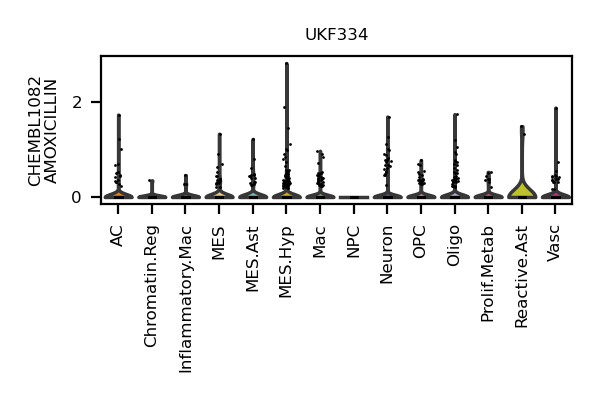 UKF334
CHEMBL1082
AMOXICILLIN
2
0
AC
Chromatin.Reg
Inflammatory.Mac
MES
MES.Ast
MES.Hyp
Mac
NPC
Neuron
OPC
Oligo
Prolif.Metab
Reactive.Ast
Vasc